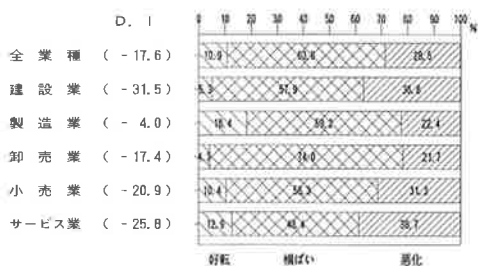 D. I
0 10 20 30 40 50 60 70 80 90 100
%
全業種 ( -17.6) 10.9 60.6 28.5
建設業 ( -31.5) 5.3 57.9 36.8
製造業 ( -4.0) 18.4 59.2 22.4
卸売業 ( -17.4) 4.3 74.0 21.7
小売業 ( -20.9) 10.4 58.3 31.3
サービス業 ( -25.8) 12.9 48.4 38.7
好転 横ばい 悪化